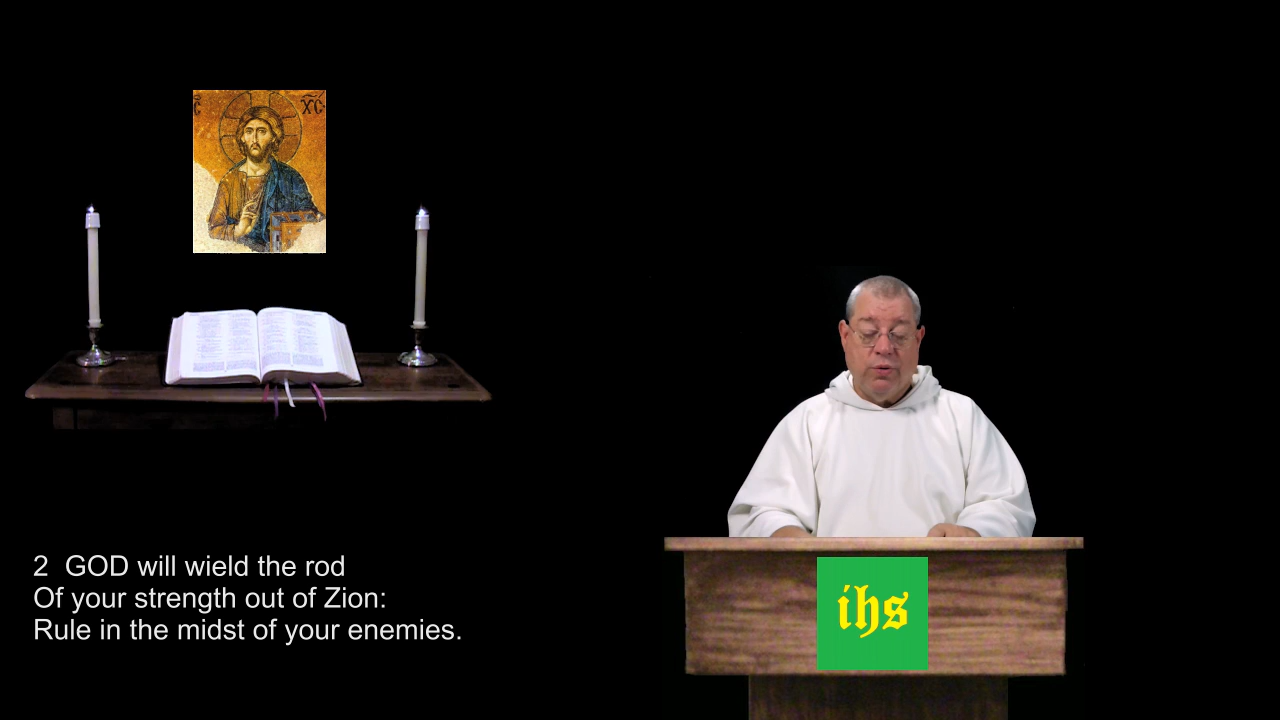 C XC
2 GOD will wield the rod
Of your strength out of Zion:
Rule in the midst of your enemies.
ihs